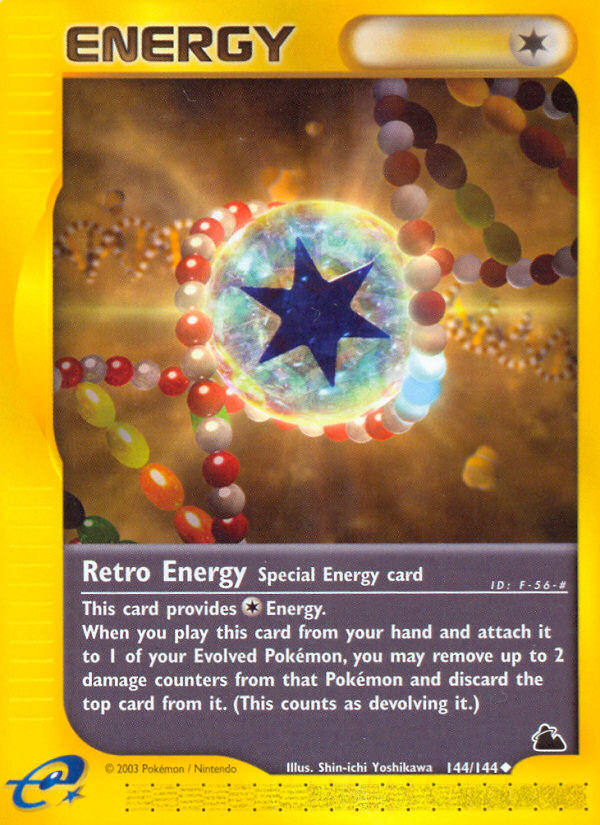 ENERGY
Retro Energy Special Energy card
ID: F-56-#
This card provides Energy.
When you play this card from your hand and attach it
to 1 of your Evolved Pokémon, you may remove up to 2
damage counters from that Pokémon and discard the
top card from it. (This counts as devolving it.)
© 2003 Pokémon / Nintendo
Illus. Shin-ichi Yoshikawa 144/144
e